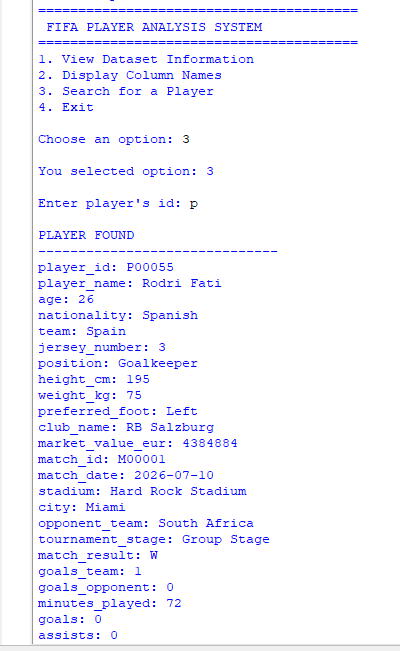 ========================================
FIFA PLAYER ANALYSIS SYSTEM
========================================
1. View Dataset Information
2. Display Column Names
3. Search for a Player
4. Exit
Choose an option: 3
You selected option: 3
Enter player's id: p
PLAYER FOUND
------------------------------
player_id: P00055
player_name: Rodri Fati
age: 26
nationality: Spanish
team: Spain
jersey_number: 3
position: Goalkeeper
height_cm: 195
weight_kg: 75
preferred_foot: Left
club_name: RB Salzburg
market_value_eur: 4384884
match_id: M00001
match_date: 2026-07-10
stadium: Hard Rock Stadium
city: Miami
opponent_team: South Africa
tournament_stage: Group Stage
match_result: W
goals_team: 1
goals_opponent: 0
minutes_played: 72
goals: 0
assists: 0